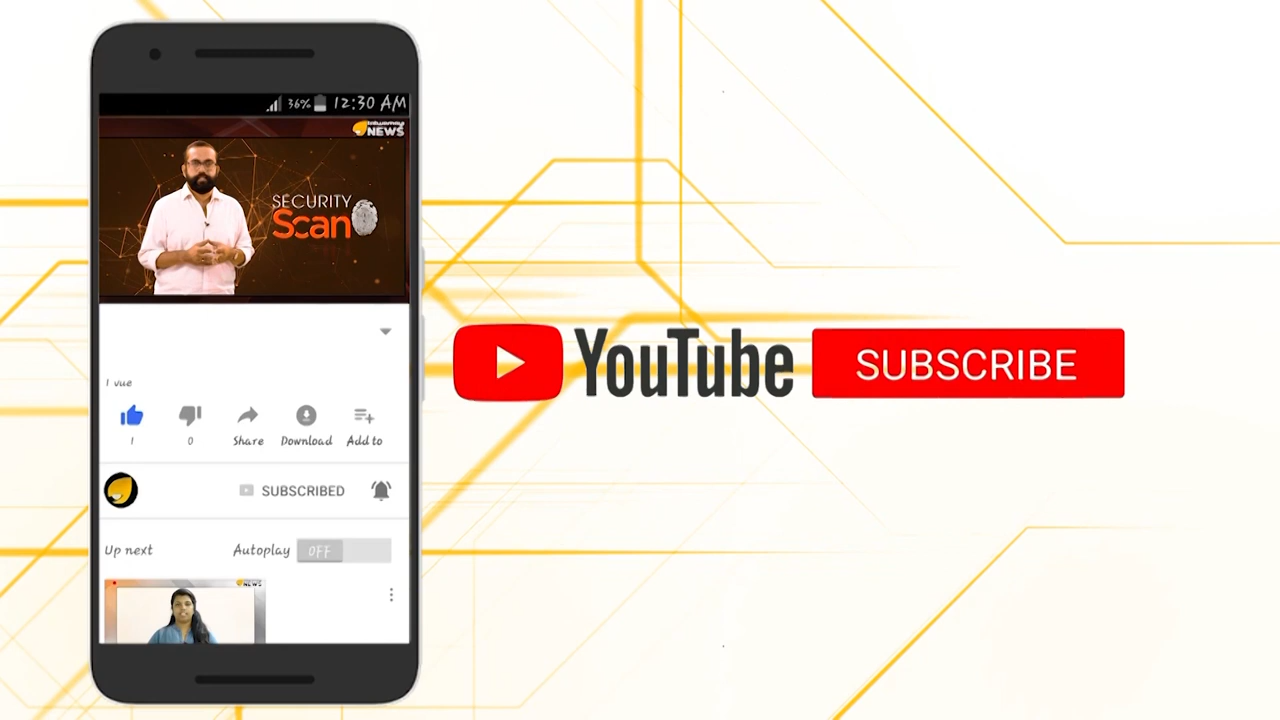 36% 12:30 AM
NEWS
SECURITY
Scan
1 vue
1 0 Share Download Add to
SUBSCRIBED
Up next Autoplay OFF
NEWS
YouTube SUBSCRIBE